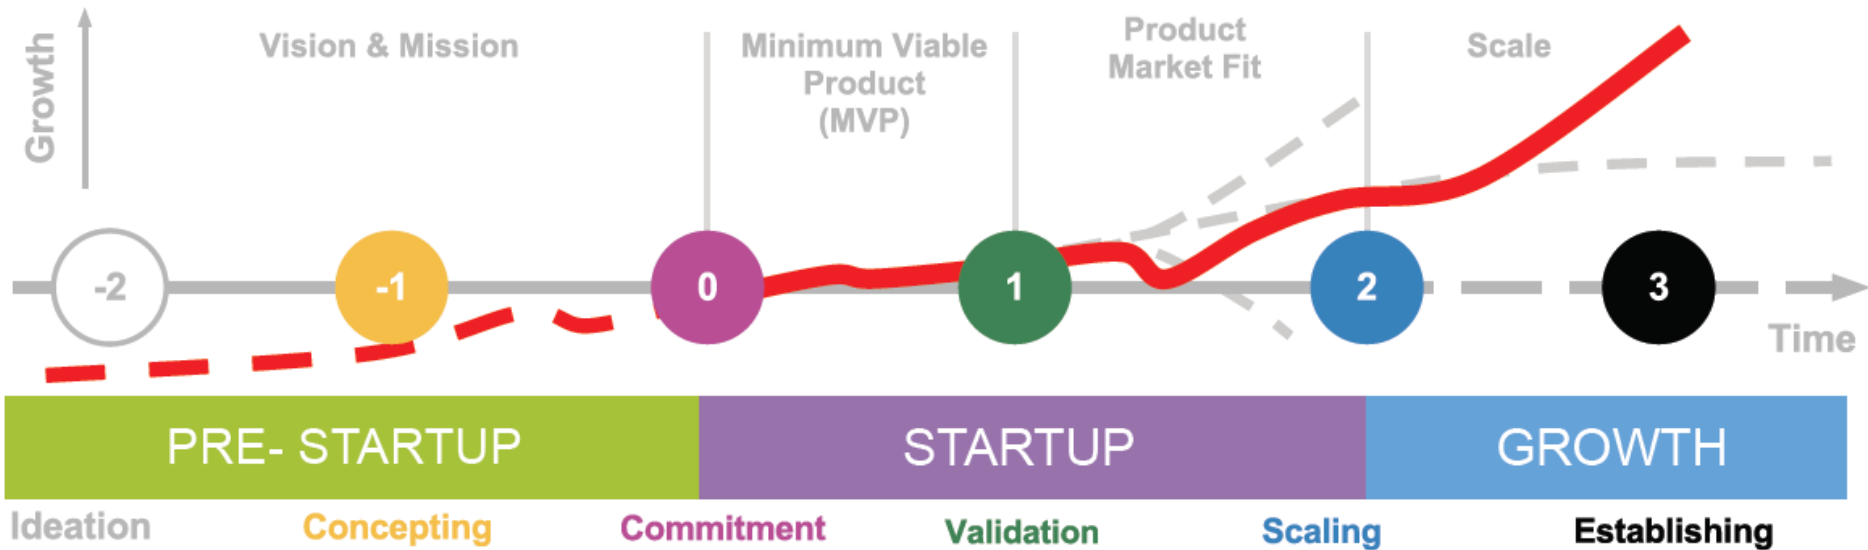 Growth
Vision & Mission
Minimum Viable
Product
(MVP)
Product
Market Fit
Scale
-2
-1
0
1
2
3
Time
PRE- STARTUP
STARTUP
GROWTH
Ideation
Concepting
Commitment
Validation
Scaling
Establishing